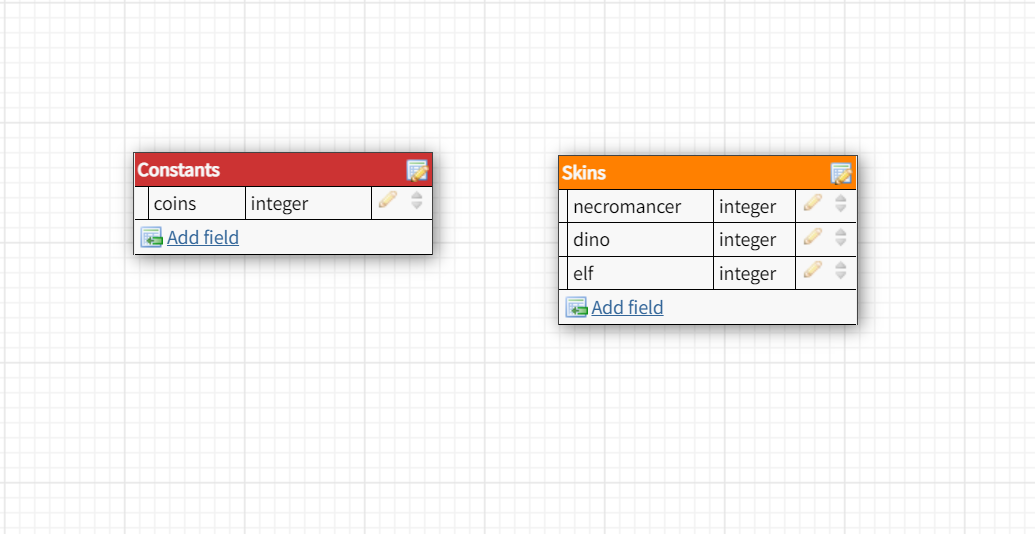 Constants
coins integer
Add field
Skins
necromancer integer
dino integer
elf integer
Add field